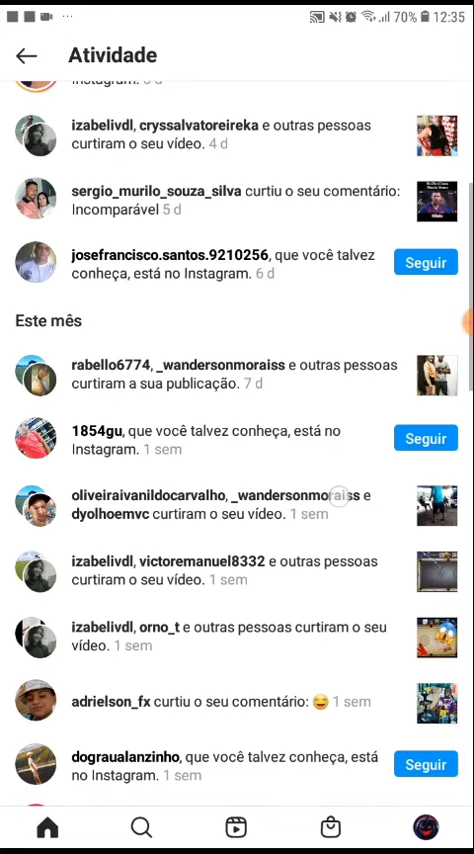 70% 12:35
Atividade
Instagram.
izabelivdl, cryssalvatoreireka e outras pessoas
curtiram o seu vídeo. 4 d
sergio_murilo_souza_silva curtiu o seu comentário:
Incomparável 5 d
josefrancisco.santos.9210256, que você talvez
conheça, está no Instagram. 6 d
Seguir
Este mês
rabello6774, _wandersonmoraiss e outras pessoas
curtiram a sua publicação. 7 d
1854gu, que você talvez conheça, está no
Instagram. 1 sem
Seguir
oliveiraivanildocarvalho, _wandersonmoraiss e
dyolhoemvc curtiram o seu vídeo. 1 sem
izabelivdl, victoremanuel8332 e outras pessoas
curtiram o seu vídeo. 1 sem
izabelivdl, orno_t e outras pessoas curtiram o seu
vídeo. 1 sem
adrielson_fx curtiu o seu comentário: 😂 1 sem
dograualanzinho, que você talvez conheça, está
no Instagram. 1 sem
Seguir